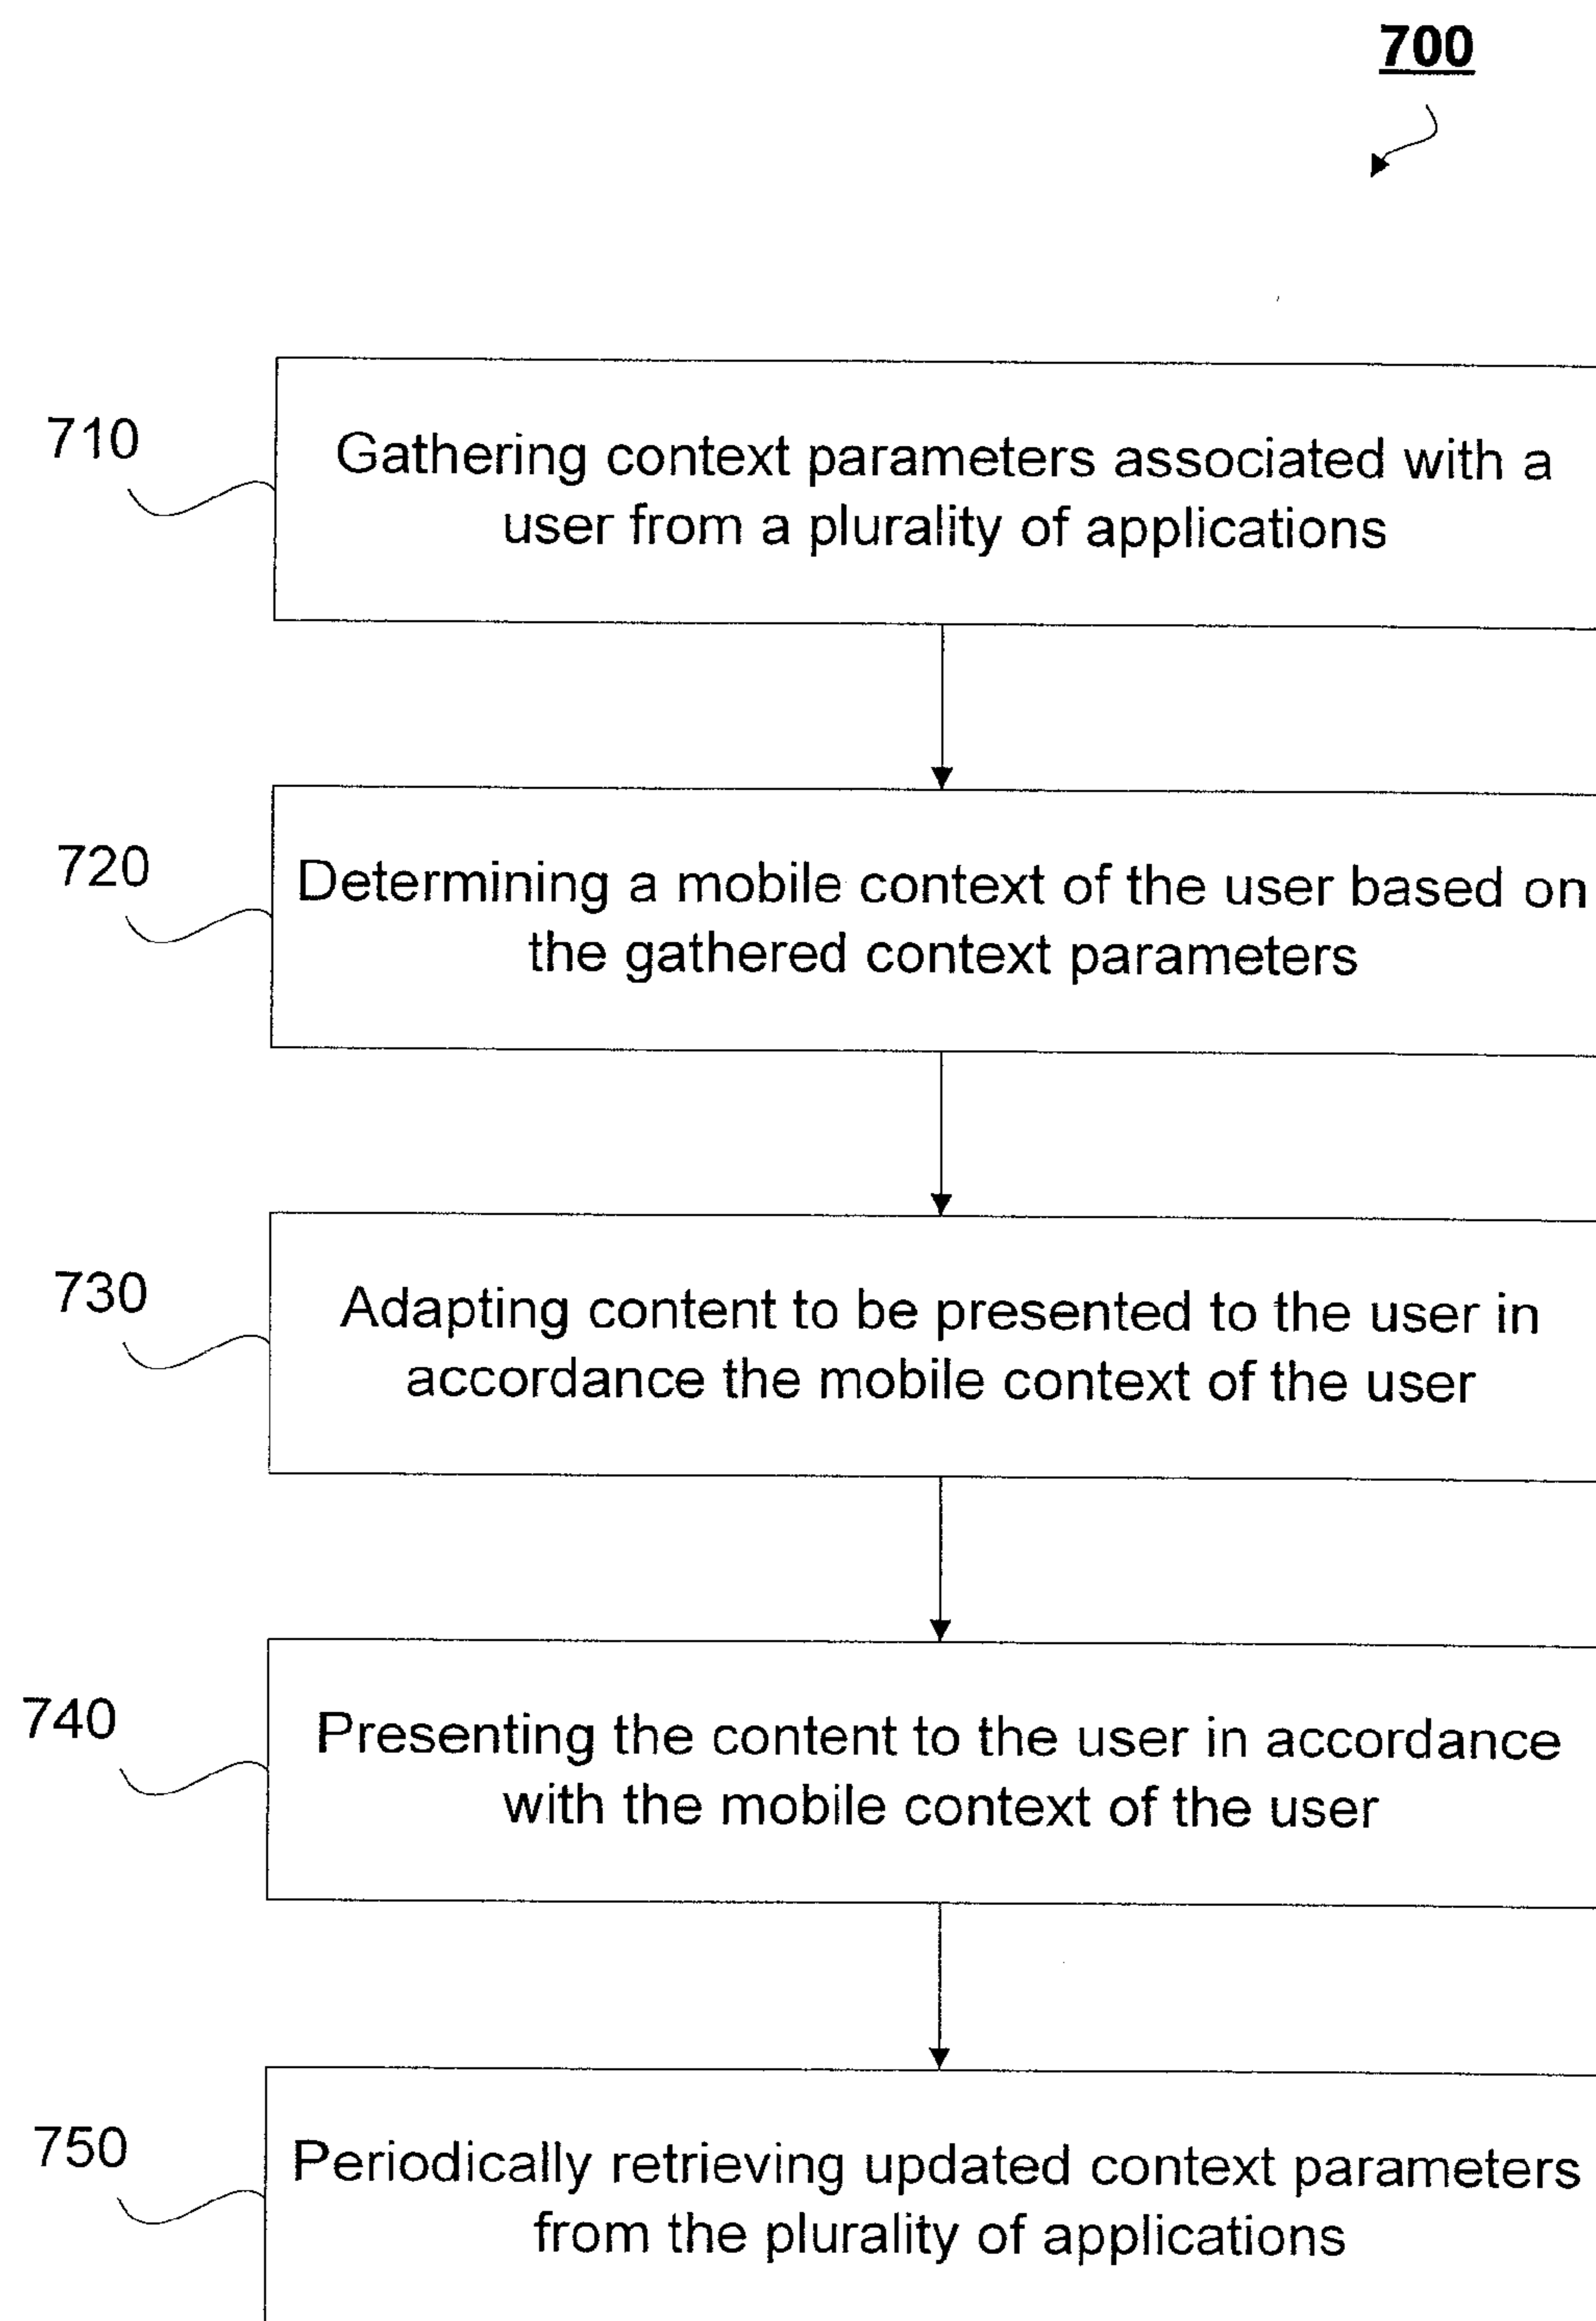 700
710
Gathering context parameters associated with a
user from a plurality of applications
720
Determining a mobile context of the user based on
the gathered context parameters
730
Adapting content to be presented to the user in
accordance the mobile context of the user
740
Presenting the content to the user in accordance
with the mobile context of the user
750
Periodically retrieving updated context parameters
from the plurality of applications